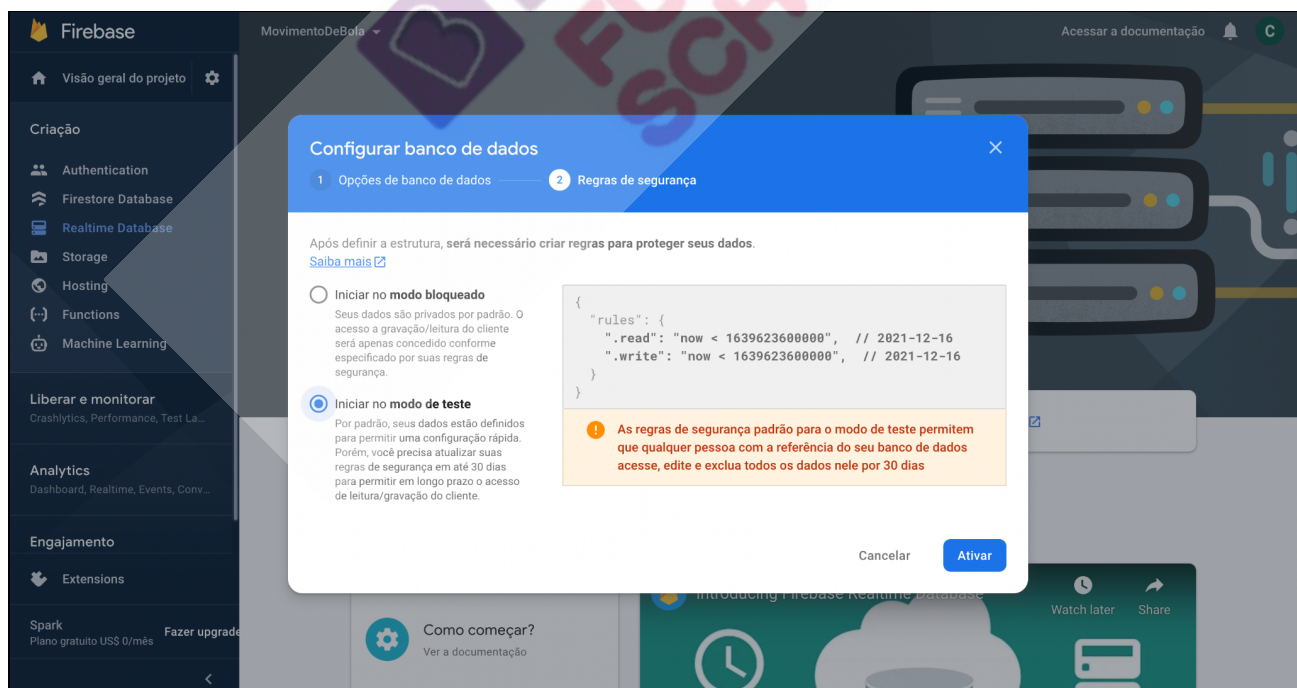 Firebase
MovimentoDeBola
Acessar a documentação
C
Visão geral do projeto
Criação
Authentication
Firestore Database
Realtime Database
Storage
Hosting
Functions
Machine Learning
Liberar e monitorar
Crashlytics, Performance, Test La...
Analytics
Dashboard, Realtime, Events, Conv...
Engajamento
Extensions
Spark
Plano gratuito US$ 0/mês
Fazer upgrade
Configurar banco de dados
1 Opções de banco de dados
2 Regras de segurança
Após definir a estrutura, será necessário criar regras para proteger seus dados.
Saiba mais
Iniciar no modo bloqueado
Seus dados são privados por padrão. O
acesso a gravação/leitura do cliente
será apenas concedido conforme
especificado por suas regras de
segurança.
Iniciar no modo de teste
Por padrão, seus dados estão definidos
para permitir uma configuração rápida.
Porém, você precisa atualizar suas
regras de segurança em até 30 dias
para permitir em longo prazo o acesso
de leitura/gravação do cliente.
{
"rules": {
".read": "now < 1639623600000", // 2021-12-16
".write": "now < 1639623600000", // 2021-12-16
}
}
As regras de segurança padrão para o modo de teste permitem
que qualquer pessoa com a referência do seu banco de dados
acesse, edite e exclua todos os dados nele por 30 dias
Cancelar
Ativar
Introducing Firebase Realtime Database
Watch later
Share
Como começar?
Ver a documentação